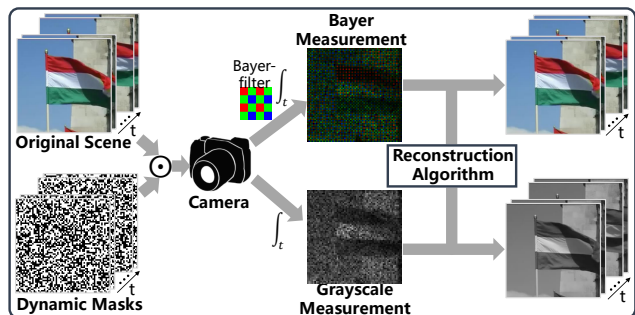 Bayer
Measurement
Bayer-
filter
∫t
t
Original Scene
t
Camera
Reconstruction
Algorithm
∫t
Dynamic Masks
t
Grayscale
Measurement
t